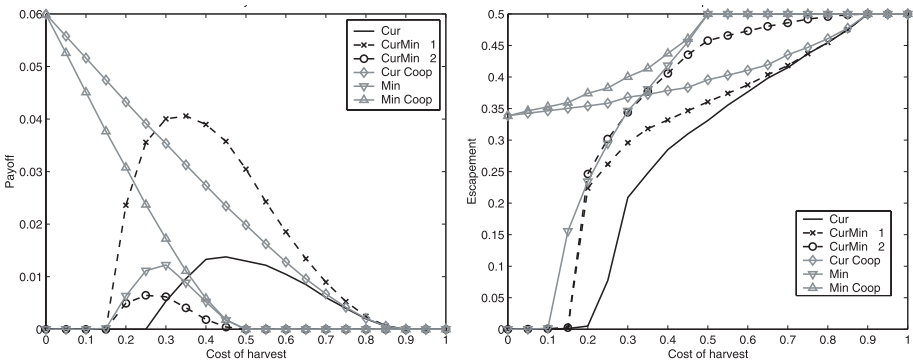 0.06
0.05
0.04
0.03
0.02
0.01
0
Payoff
0 0.1 0.2 0.3 0.4 0.5 0.6 0.7 0.8 0.9 1
Cost of harvest
Cur
CurMin 1
CurMin 2
Cur Coop
Min
Min Coop
0.5
0.45
0.4
0.35
0.3
0.25
0.2
0.15
0.1
0.05
0
Escapement
0 0.1 0.2 0.3 0.4 0.5 0.6 0.7 0.8 0.9 1
Cost of harvest
Cur
CurMin 1
CurMin 2
Cur Coop
Min
Min Coop